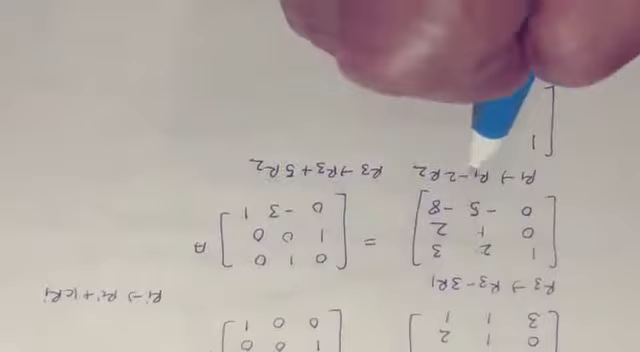 0 1 2 1 0 0
3 1 1 0 0 1
R3 → R3 - 3R1 Ri → Ri + kRj
1 2 3 0 1 0
0 1 2 = 1 0 0 A
0 -5 -8 0 -3 1
R1 → R1 - 2R2 R3 → R3 + 5R2
1